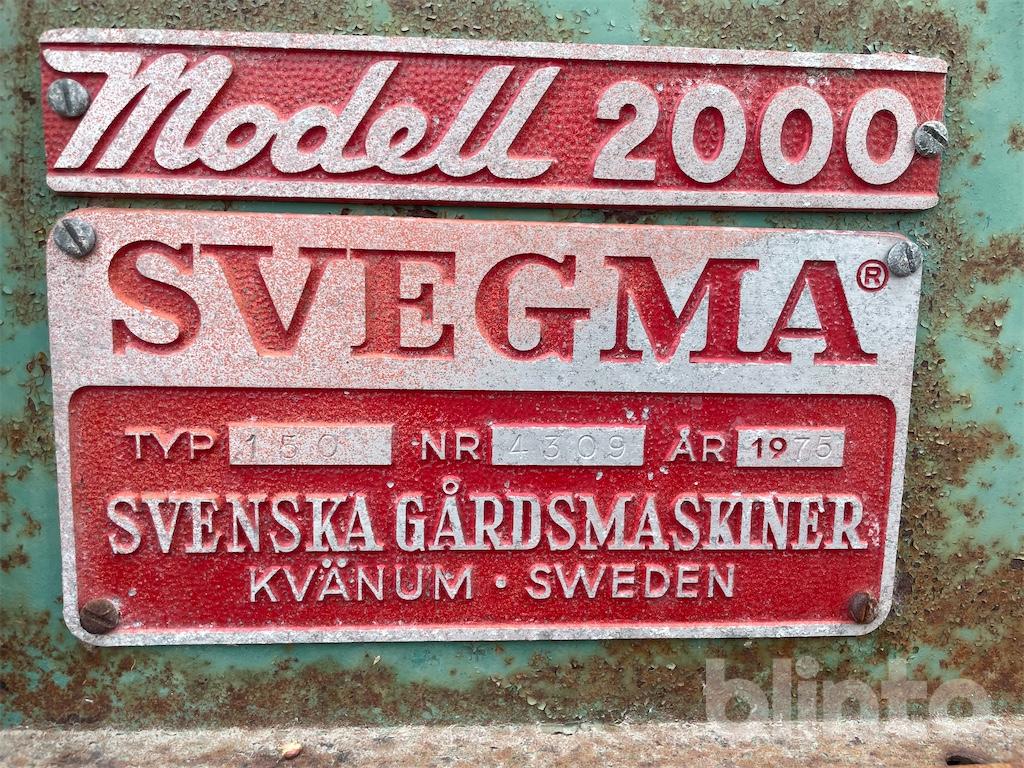 Modell 2000
SVEGMA®
TYP 150 NR 4309 ÅR 1975
SVENSKA GÅRDSMASKINER
KVÄNUM · SWEDEN
blinto